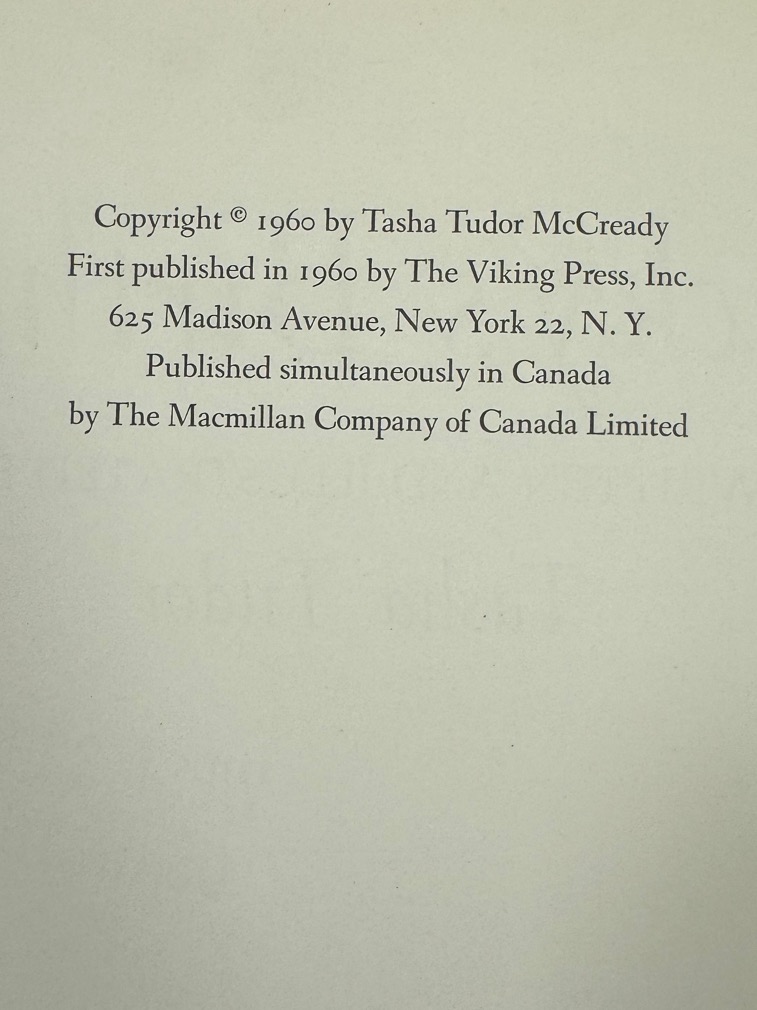 Copyright © 1960 by Tasha Tudor McCready
First published in 1960 by The Viking Press, Inc.
625 Madison Avenue, New York 22, N. Y.
Published simultaneously in Canada
by The Macmillan Company of Canada Limited